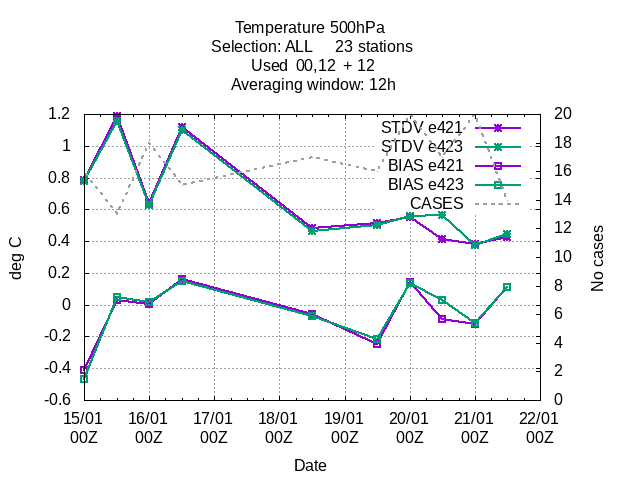 Temperature 500hPa
Selection: ALL     23 stations
Used  00,12  + 12
Averaging window: 12h
STDV e421
STDV e423
BIAS e421
BIAS e423
CASES
1.2
1
0.8
0.6
0.4
0.2
0
-0.2
-0.4
-0.6
20
18
16
14
12
10
8
6
4
2
0
deg C
No cases
15/01 16/01 17/01 18/01 19/01 20/01 21/01 22/01
00Z 00Z 00Z 00Z 00Z 00Z 00Z 00Z
Date